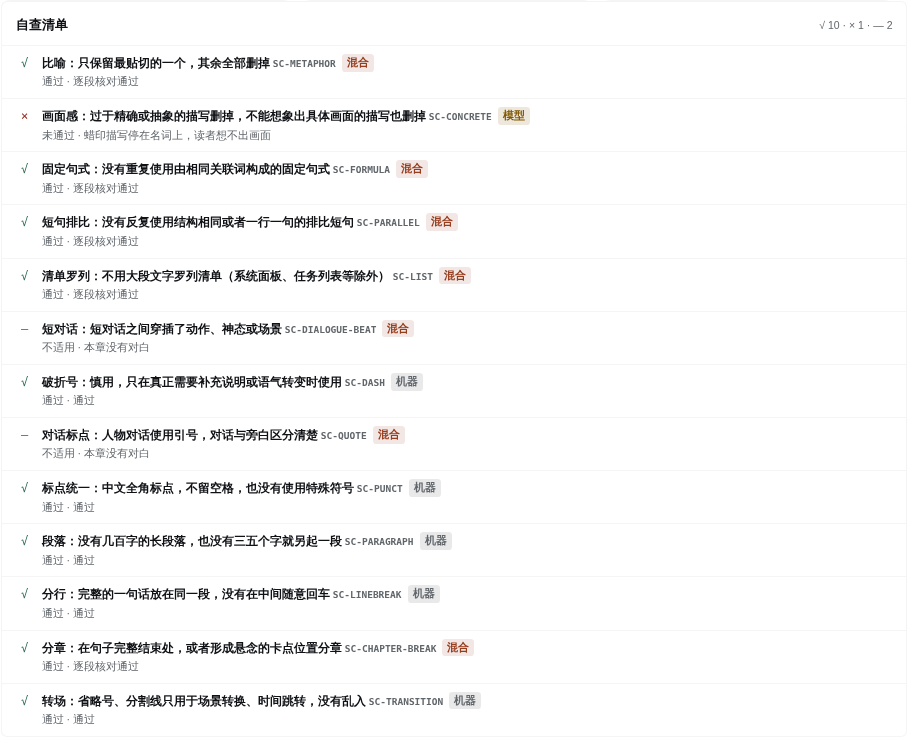 自查清单
√ 10 · × 1 · — 2
√ 比喻：只保留最贴切的一个，其余全部删掉 SC-METAPHOR 混合
通过 · 逐段核对通过
× 画面感：过于精确或抽象的描写删掉，不能想象出具体画面的描写也删掉 SC-CONCRETE 模型
未通过 · 蜡印描写停在名词上，读者想不出画面
√ 固定句式：没有重复使用由相同关联词构成的固定句式 SC-FORMULA 混合
通过 · 逐段核对通过
√ 短句排比：没有反复使用结构相同或者一行一句的排比短句 SC-PARALLEL 混合
通过 · 逐段核对通过
√ 清单罗列：不用大段文字罗列清单（系统面板、任务列表等除外） SC-LIST 混合
通过 · 逐段核对通过
— 短对话：短对话之间穿插了动作、神态或场景 SC-DIALOGUE-BEAT 混合
不适用 · 本章没有对白
√ 破折号：慎用，只在真正需要补充说明或语气转变时使用 SC-DASH 机器
通过 · 通过
— 对话标点：人物对话使用引号，对话与旁白区分清楚 SC-QUOTE 混合
不适用 · 本章没有对白
√ 标点统一：中文全角标点，不留空格，也没有使用特殊符号 SC-PUNCT 机器
通过 · 通过
√ 段落：没有几百字的长段落，也没有三五个字就另起一段 SC-PARAGRAPH 机器
通过 · 通过
√ 分行：完整的一句话放在同一段，没有在中间随意回车 SC-LINEBREAK 机器
通过 · 通过
√ 分章：在句子完整结束处，或者形成悬念的卡点位置分章 SC-CHAPTER-BREAK 混合
通过 · 逐段核对通过
√ 转场：省略号、分割线只用于场景转换、时间跳转，没有乱入 SC-TRANSITION 机器
通过 · 通过